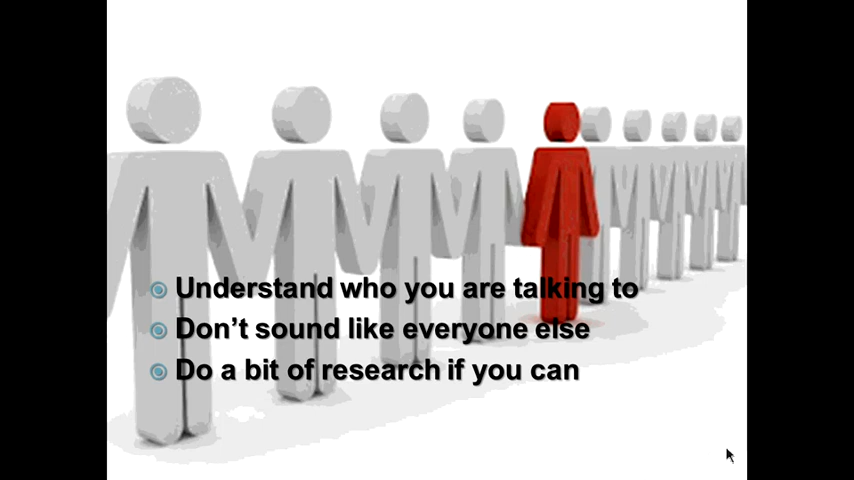 Understand who you are talking to
Don't sound like everyone else
Do a bit of research if you can